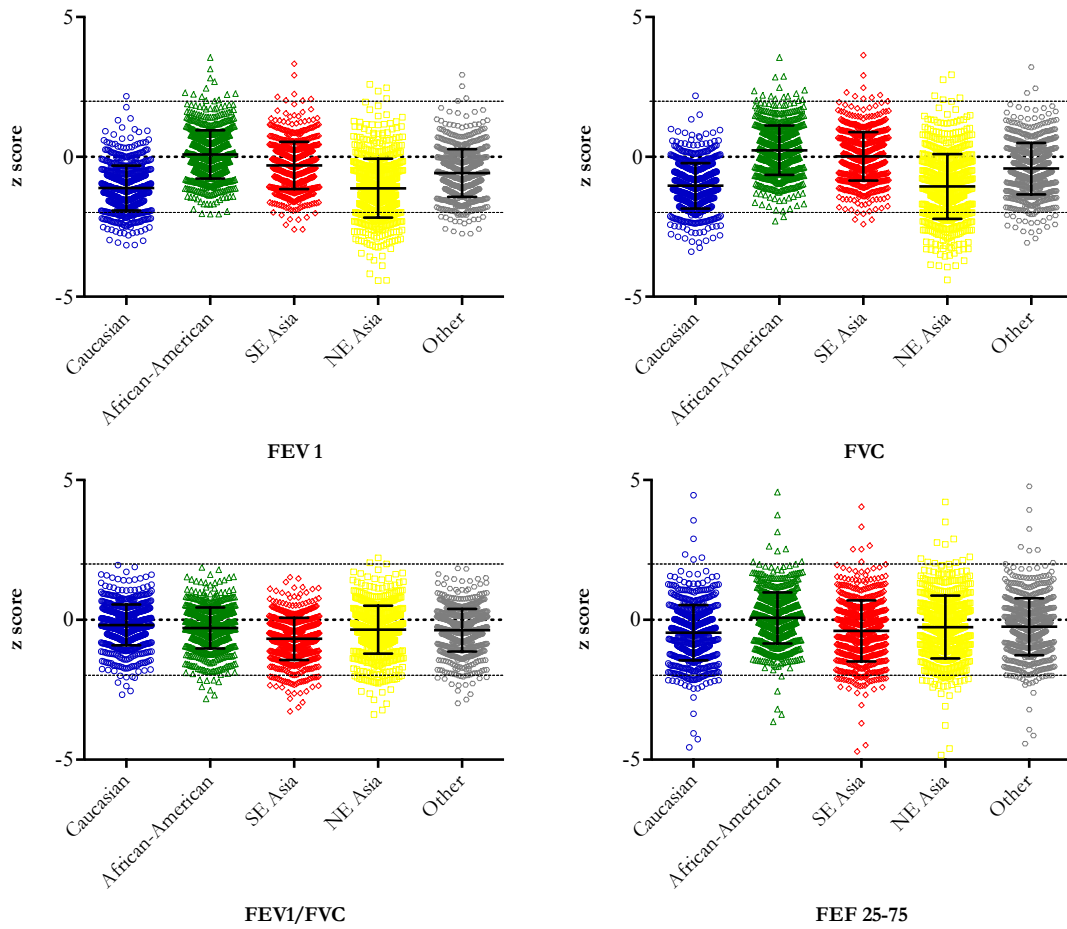 5
z score
0
-5
Caucasian
African-American
SE Asia
NE Asia
Other
FEV 1
5
z score
0
-5
Caucasian
African-American
SE Asia
NE Asia
Other
FVC
5
z score
0
-5
Caucasian
African-American
SE Asia
NE Asia
Other
FEV1/FVC
5
z score
0
-5
Caucasian
African-American
SE Asia
NE Asia
Other
FEF 25-75